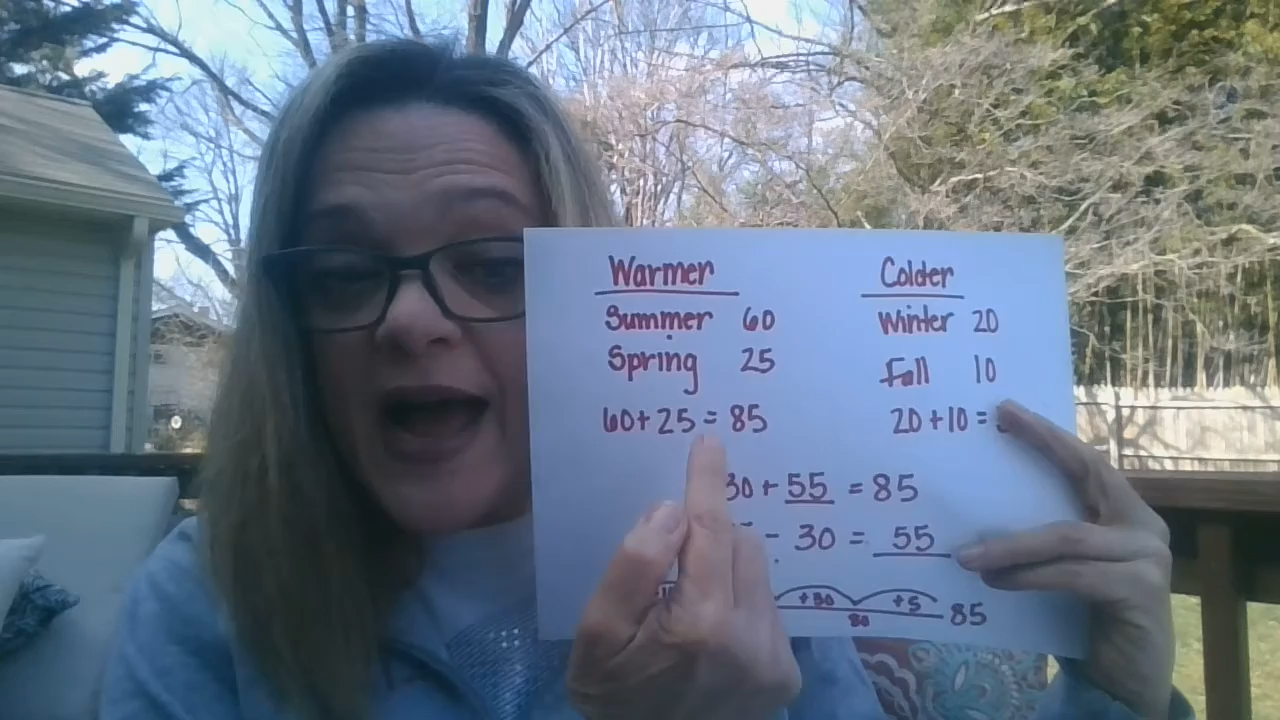 Warmer Colder
Summer 60 Winter 20
Spring 25 Fall 10
60+25=85 20+10=
30+55=85
- 30=55
+50 +5
80 85